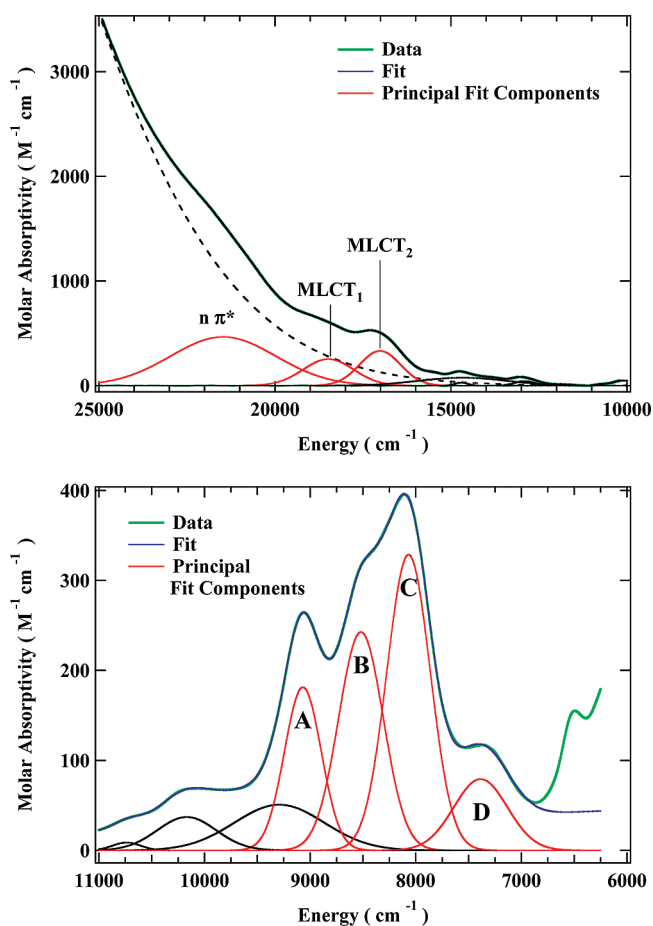 3000
2000
1000
0
Molar Absorptivity ( M⁻¹ cm⁻¹ )
Data
Fit
Principal Fit Components
MLCT₂
MLCT₁
n π*
25000
20000
15000
10000
Energy ( cm⁻¹ )
400
300
200
100
0
Molar Absorptivity ( M⁻¹ cm⁻¹ )
Data
Fit
Principal
Fit Components
A
B
C
D
11000
10000
9000
8000
7000
6000
Energy ( cm⁻¹ )